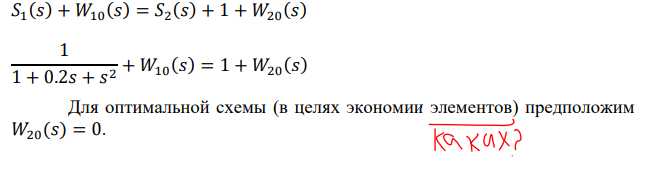 S₁(s) + W₁₀(s) = S₂(s) + 1 + W₂₀(s)
1/(1 + 0.2s + s²) + W₁₀(s) = 1 + W₂₀(s)
Для оптимальной схемы (в целях экономии элементов) предположим
W₂₀(s) = 0.
каких?